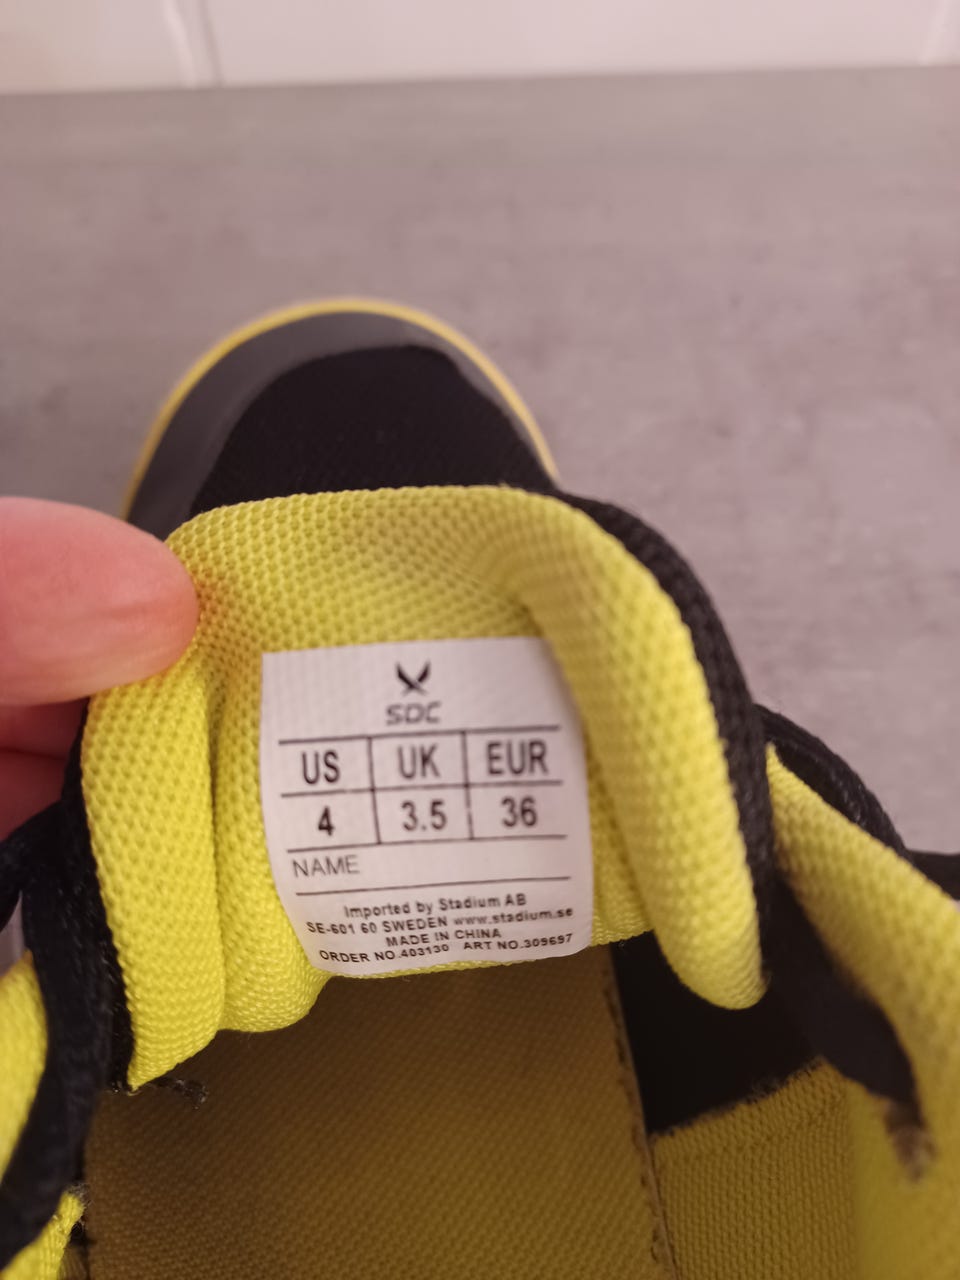 SOC
US UK EUR
4 3.5 36
NAME
Imported by Stadium AB
SE-601 60 SWEDEN www.stadium.se
MADE IN CHINA
ORDER NO.403130 ART NO.309697